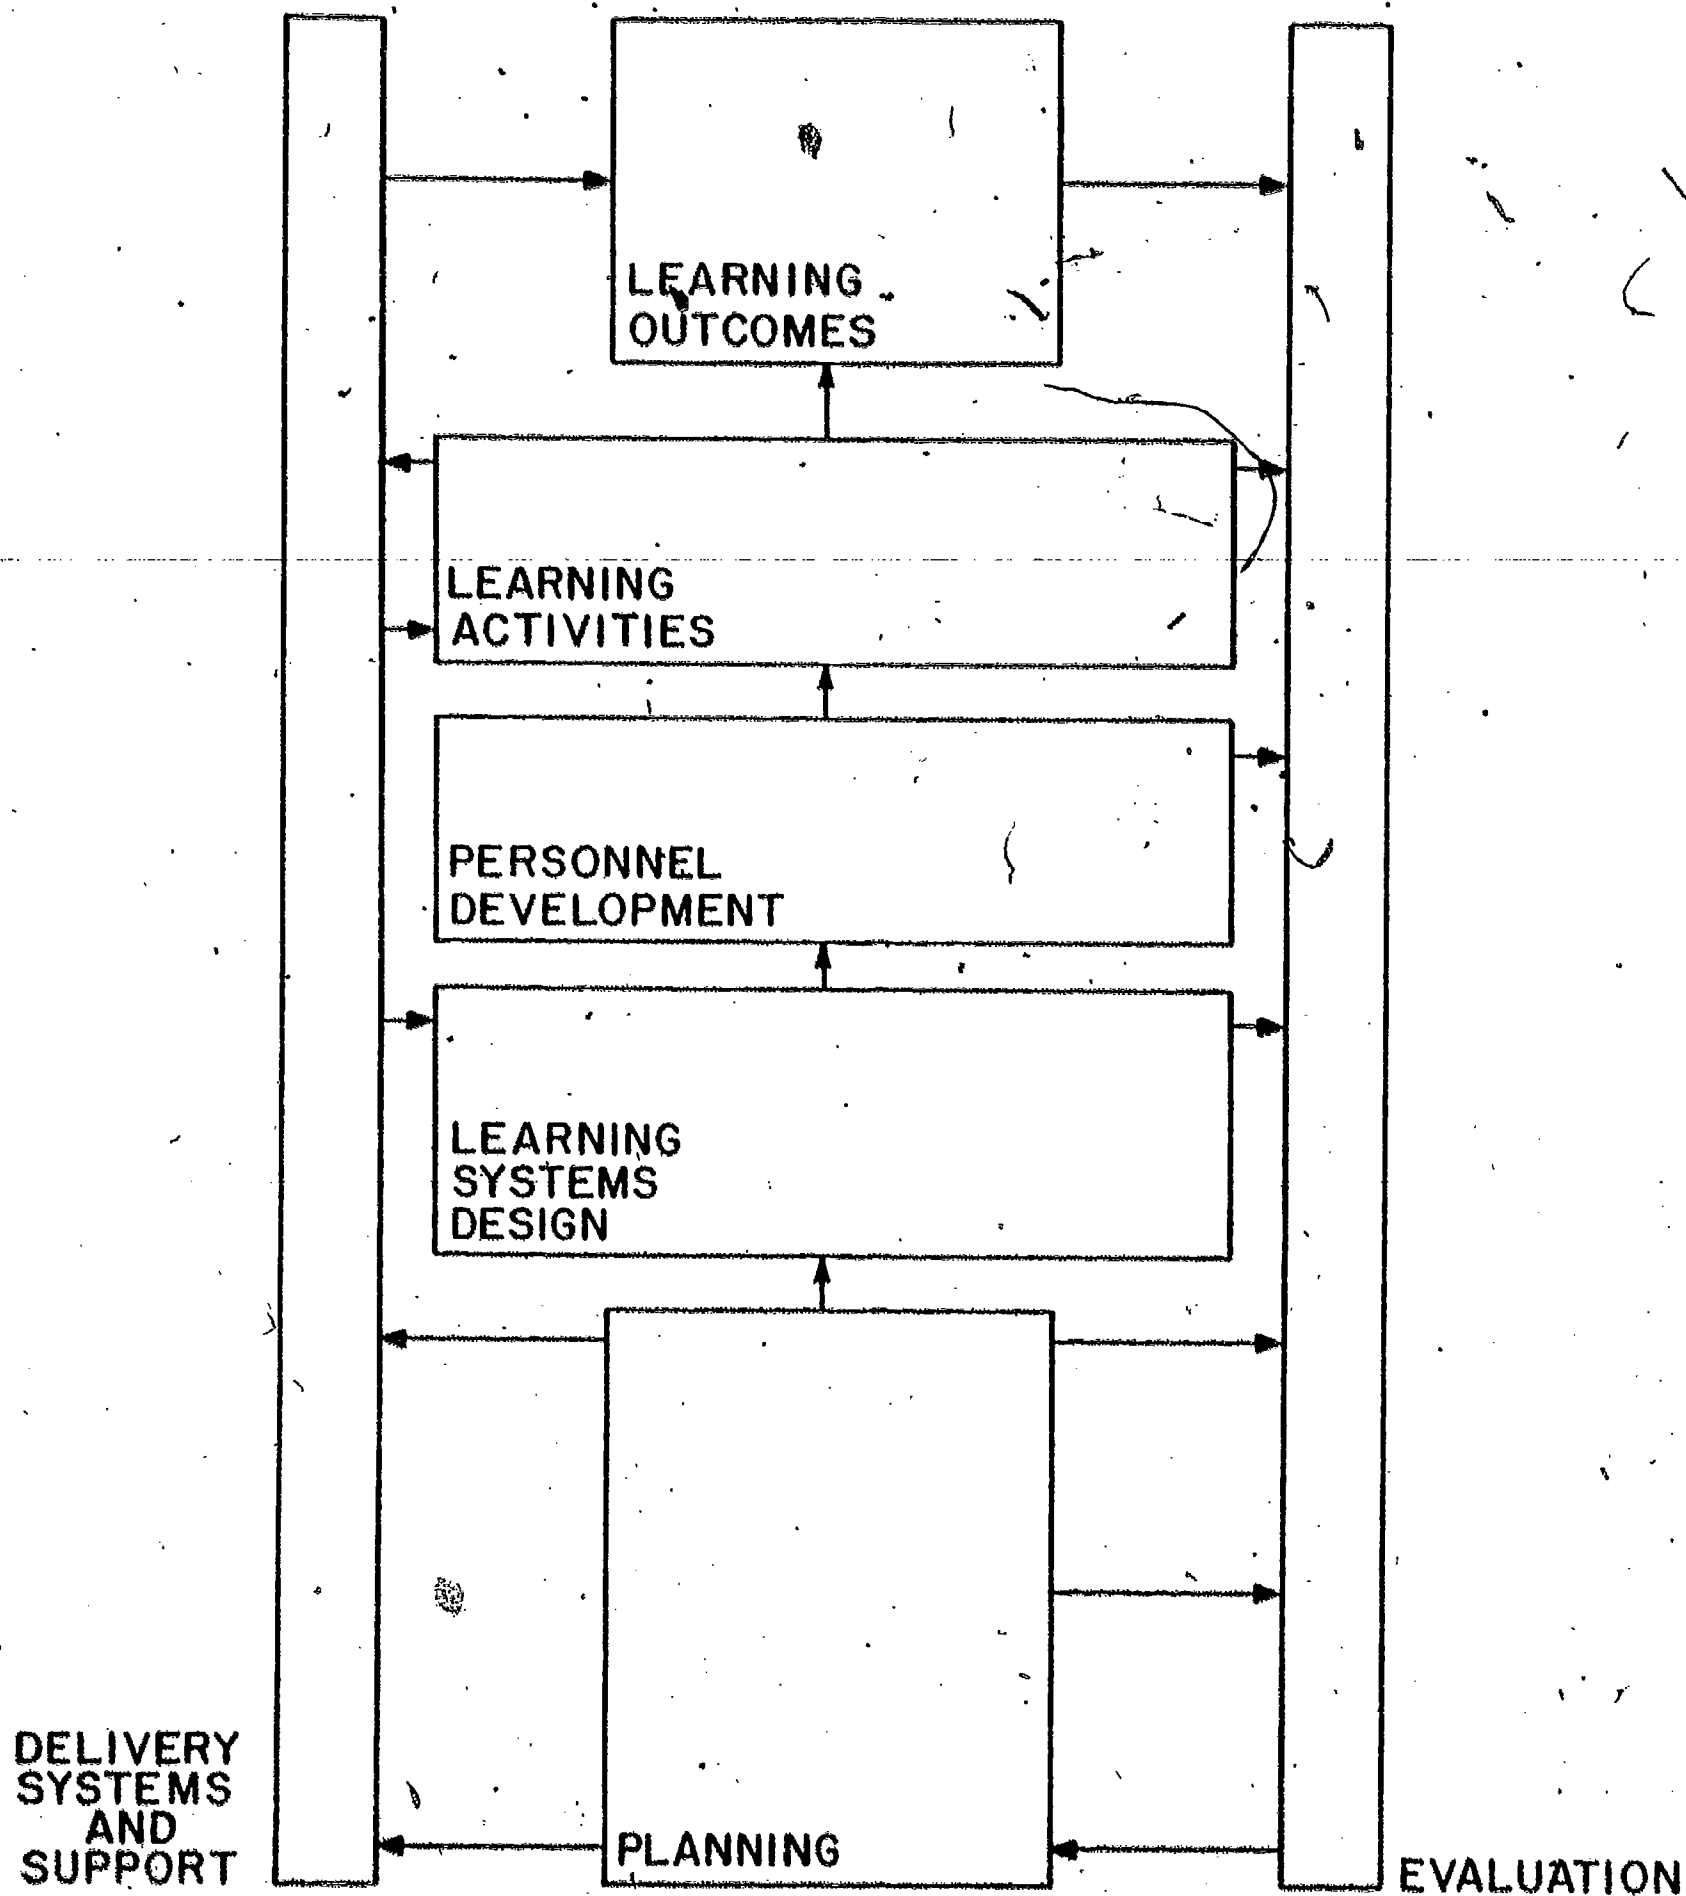 LEARNING
OUTCOMES
LEARNING
ACTIVITIES
PERSONNEL
DEVELOPMENT
LEARNING
SYSTEMS
DESIGN
DELIVERY
SYSTEMS
AND
SUPPORT
PLANNING
EVALUATION